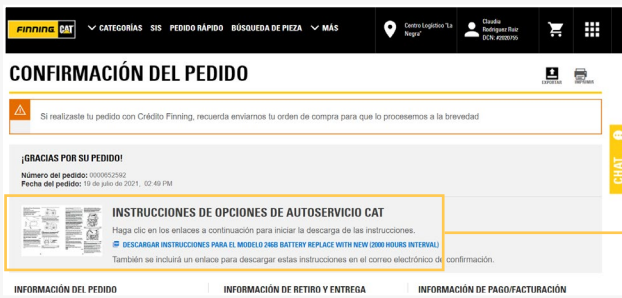 FINNING CAT CATEGORÍAS SIS PEDIDO RÁPIDO BÚSQUEDA DE PIEZA MÁS Centro Logístico "La Negra" Claudia Rodriguez Ruiz DCN: #2020755
CONFIRMACIÓN DEL PEDIDO
EXPORTAR IMPRIMIR
Si realizaste tu pedido con Crédito Finning, recuerda enviarnos tu orden de compra para que lo procesemos a la brevedad
CHAT
¡GRACIAS POR SU PEDIDO!
Número del pedido: 0000652592
Fecha del pedido: 19 de julio de 2021, 02:49 PM
INSTRUCCIONES DE OPCIONES DE AUTOSERVICIO CAT
Haga clic en los enlaces a continuación para iniciar la descarga de las instrucciones.
DESCARGAR INSTRUCCIONES PARA EL MODELO 246B BATTERY REPLACE WITH NEW (2000 HOURS INTERVAL)
También se incluirá un enlace para descargar estas instrucciones en el correo electrónico de confirmación.
INFORMACIÓN DEL PEDIDO INFORMACIÓN DE RETIRO Y ENTREGA INFORMACIÓN DE PAGO/FACTURACIÓN